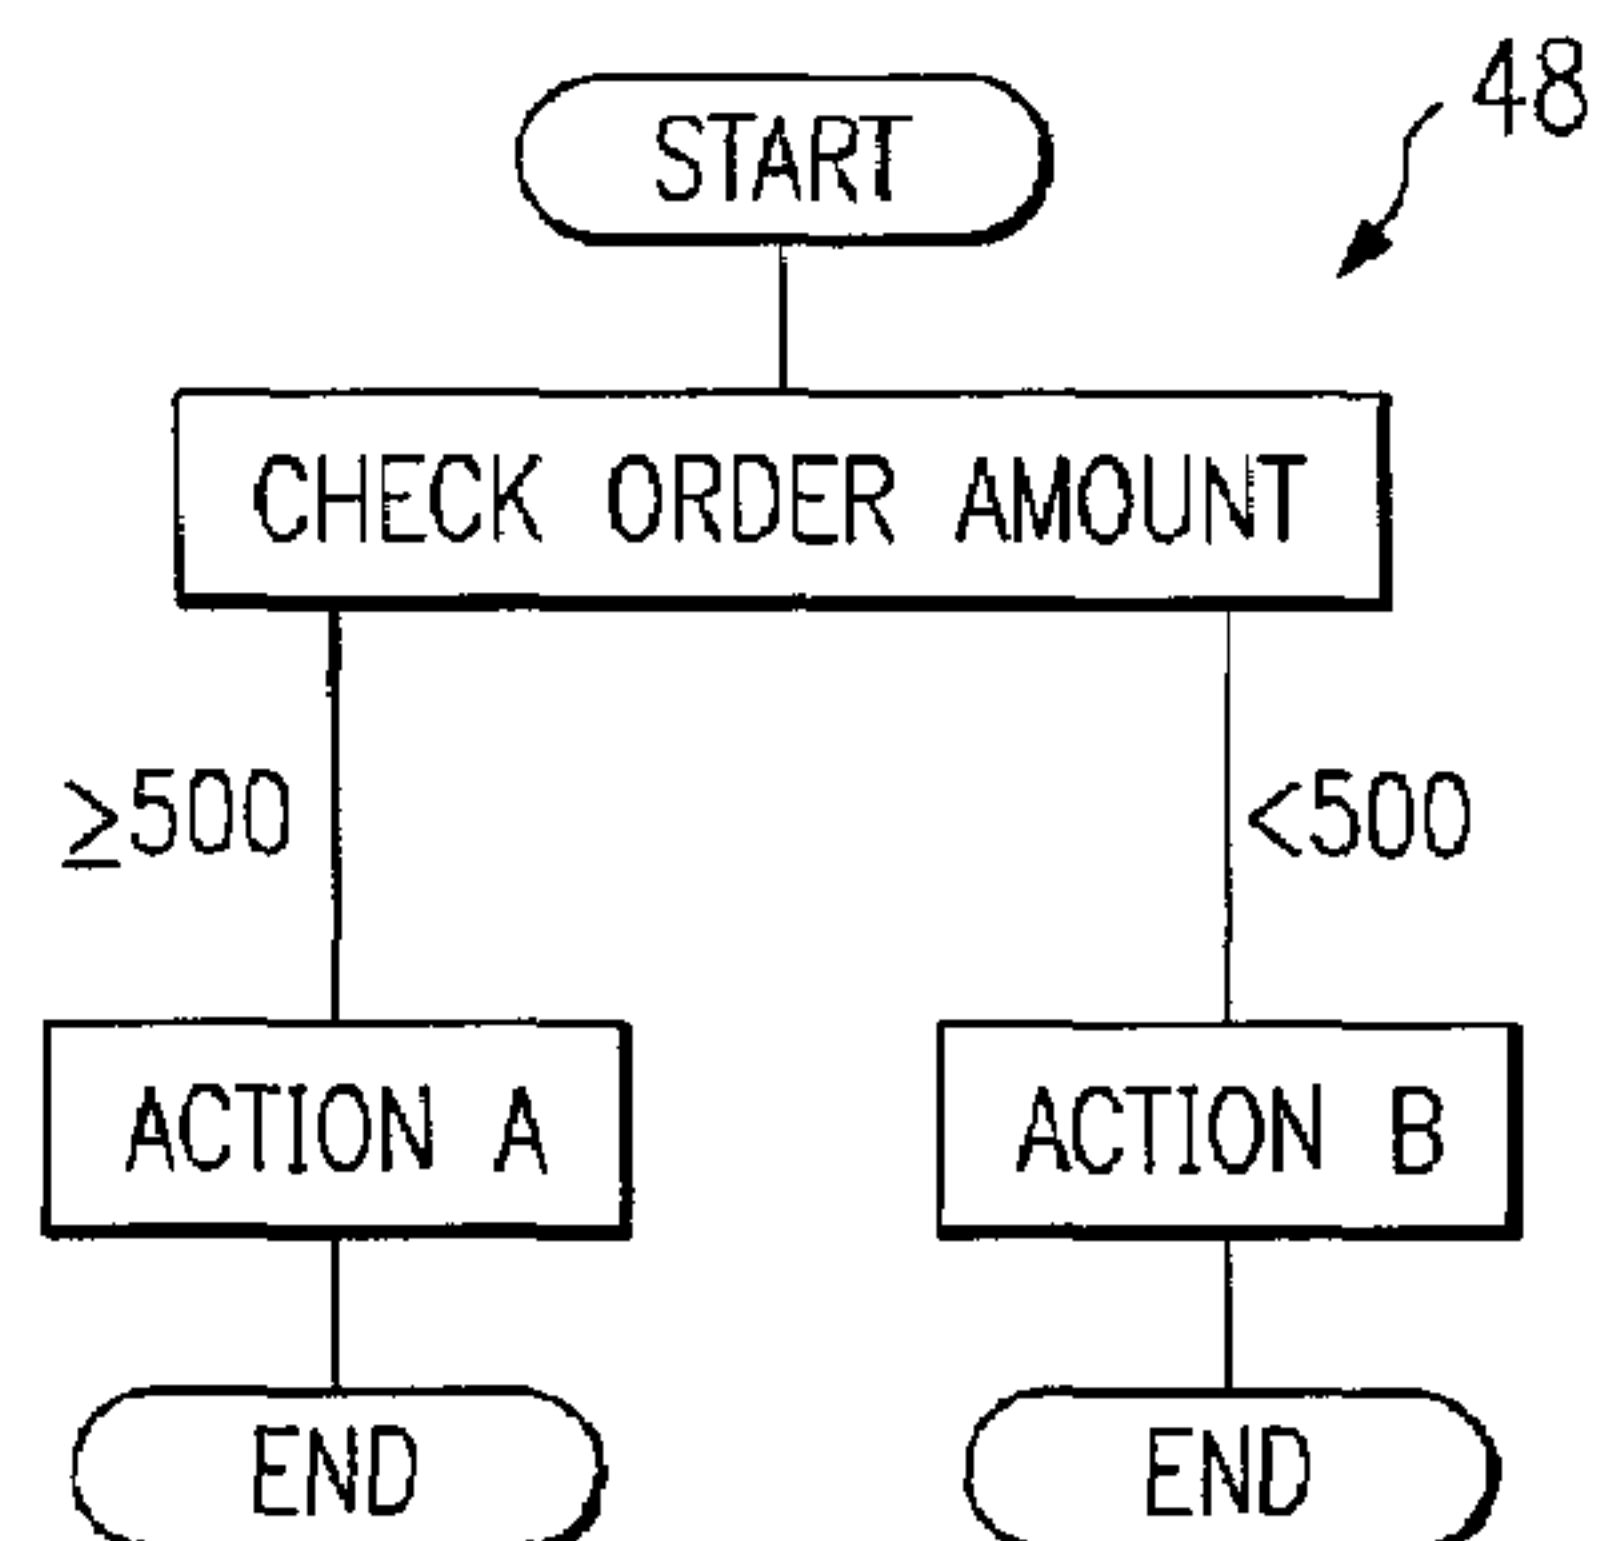 48
START
CHECK ORDER AMOUNT
≥500
<500
ACTION A
ACTION B
END
END